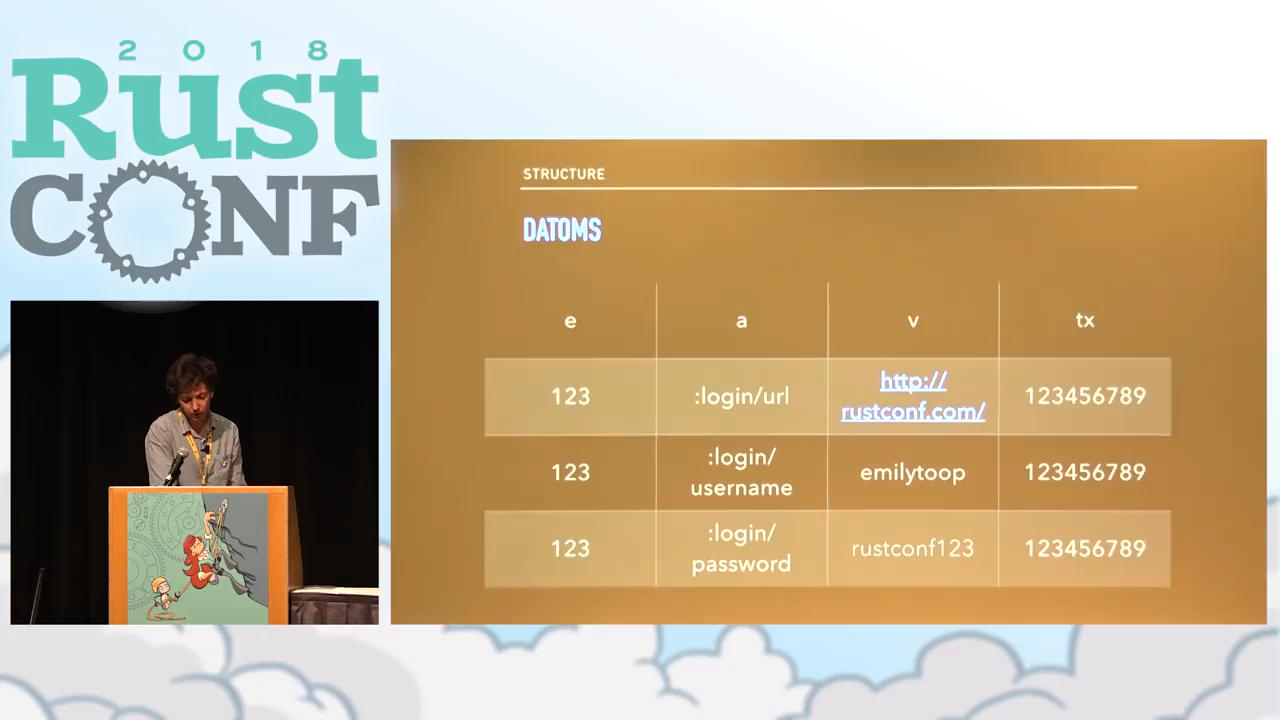 2018
Rust
CONF
STRUCTURE
DATOMS
e a v tx
123 :login/url http:// rustconf.com/ 123456789
123 :login/ username emilytoop 123456789
123 :login/ password rustconf123 123456789